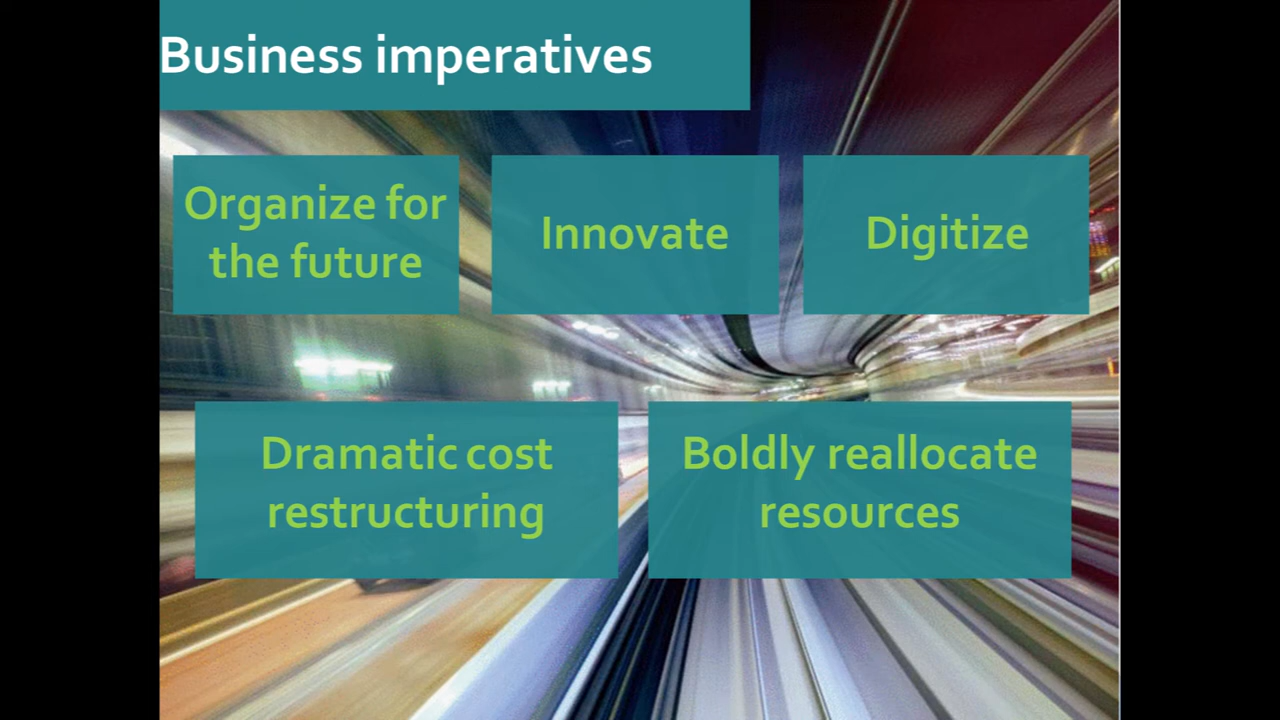 Business imperatives
Organize for
the future
Innovate
Digitize
Dramatic cost
restructuring
Boldly reallocate
resources